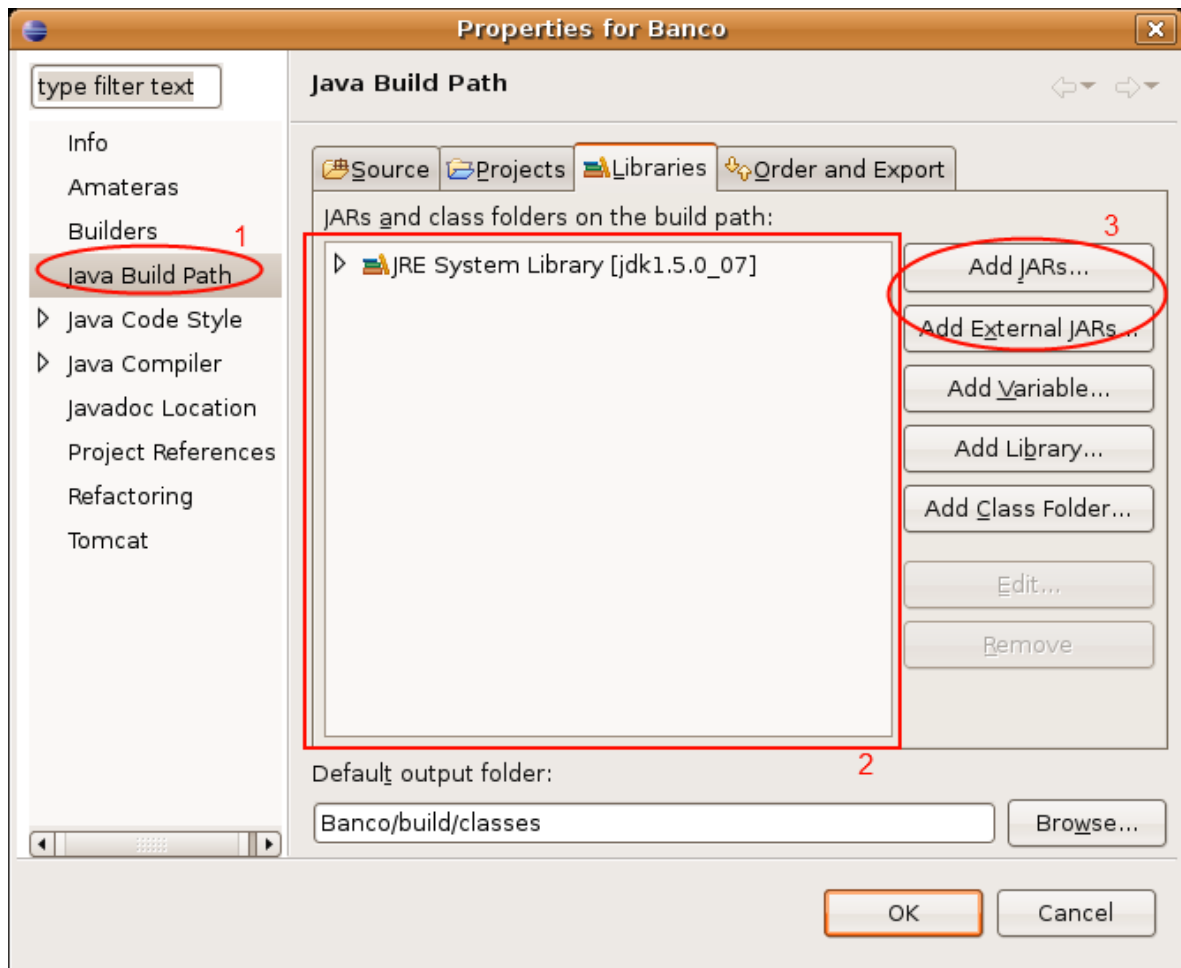 Properties for Banco
type filter text
Info
Amateras
Builders
1
Java Build Path
Java Code Style
Java Compiler
Javadoc Location
Project References
Refactoring
Tomcat
Java Build Path
Source Projects Libraries Order and Export
JARs and class folders on the build path:
3
JRE System Library [jdk1.5.0_07]
Add JARs...
Add External JARs...
Add Variable...
Add Library...
Add Class Folder...
Edit...
Remove
2
Default output folder:
Banco/build/classes
Browse...
OK
Cancel